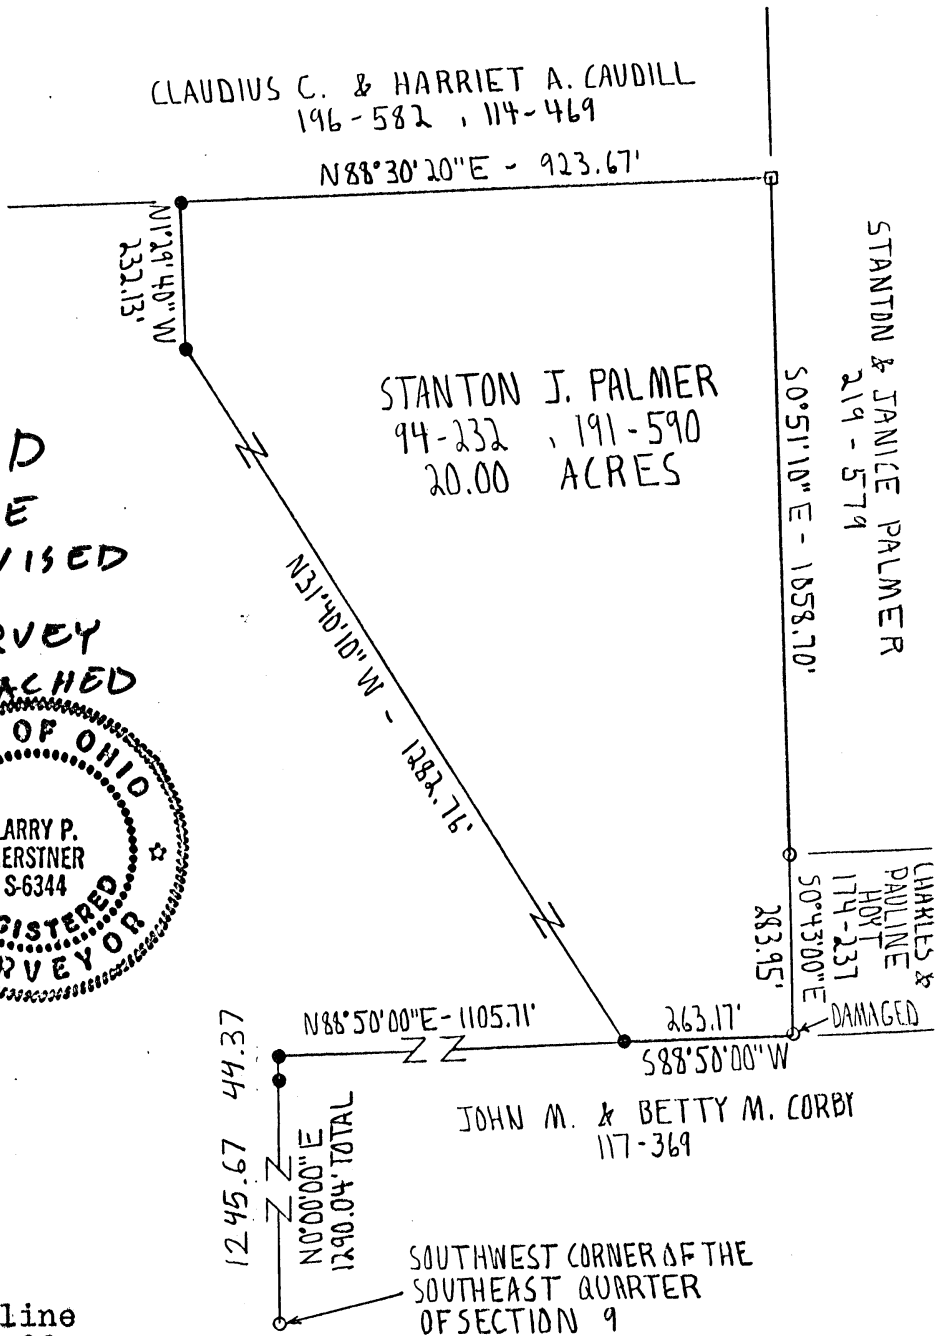 CLAUDIUS C. & HARRIET A. CAUDILL
196-582 , 114-469
N88°30'20"E - 923.67'
N1°29'40"W
232.13'
STANTON & JANICE PALMER
219-579
STANTON J. PALMER
94-232 , 191-590
20.00 ACRES
S0°51'10"E - 1058.70'
D
E
VISED
RVEY
ACHED
OF OHIO
ARRY P.
ERSTNER
S-6344
GISTERED
RVEYOR
N31°40'10"W - 1282.76'
CHARLES &
PAULINE
HOYT
174-237
S0°43'00"E
283.95'
DAMAGED
N88°50'00"E-1105.71'
263.17'
S88°50'00"W
44.37
1245.67
N0°00'00"E
1290.04' TOTAL
JOHN M. & BETTY M. CORBY
117-369
SOUTHWEST CORNER OF THE
SOUTHEAST QUARTER
OF SECTION 9
line